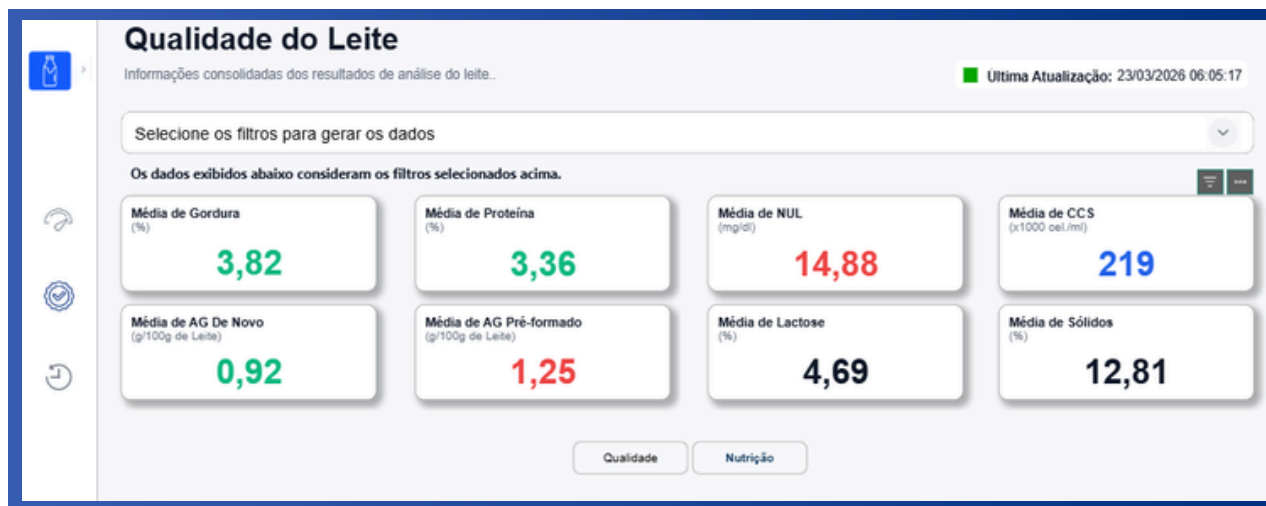 Qualidade do Leite
Informações consolidadas dos resultados de análise do leite..
Última Atualização: 23/03/2026 06:05:17
Selecione os filtros para gerar os dados
Os dados exibidos abaixo consideram os filtros selecionados acima.
Média de Gordura
(%)
3,82
Média de Proteína
(%)
3,36
Média de NUL
(mg/dl)
14,88
Média de CCS
(x1000 cel./ml)
219
Média de AG De Novo
(g/100g de Leite)
0,92
Média de AG Pré-formado
(g/100g de Leite)
1,25
Média de Lactose
(%)
4,69
Média de Sólidos
(%)
12,81
Qualidade
Nutrição